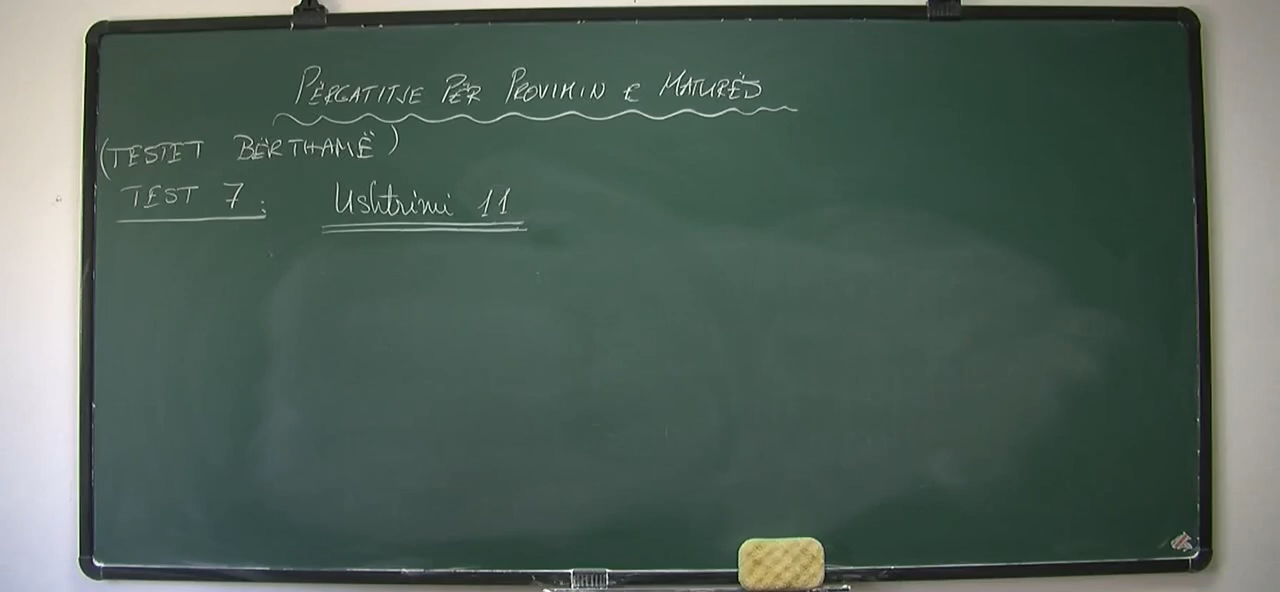 PËRGATITJE PËR PROVIMIN E MATURËS
(TESTET BËRTHAMË)
TEST 7: Ushtrimi 11